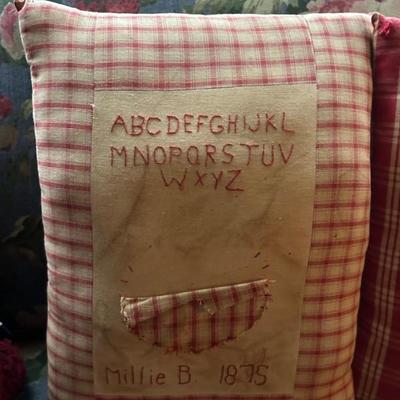 ABCDEFGHIJKL
MNOPQRSTUV
WXYZ
Millie B. 1875